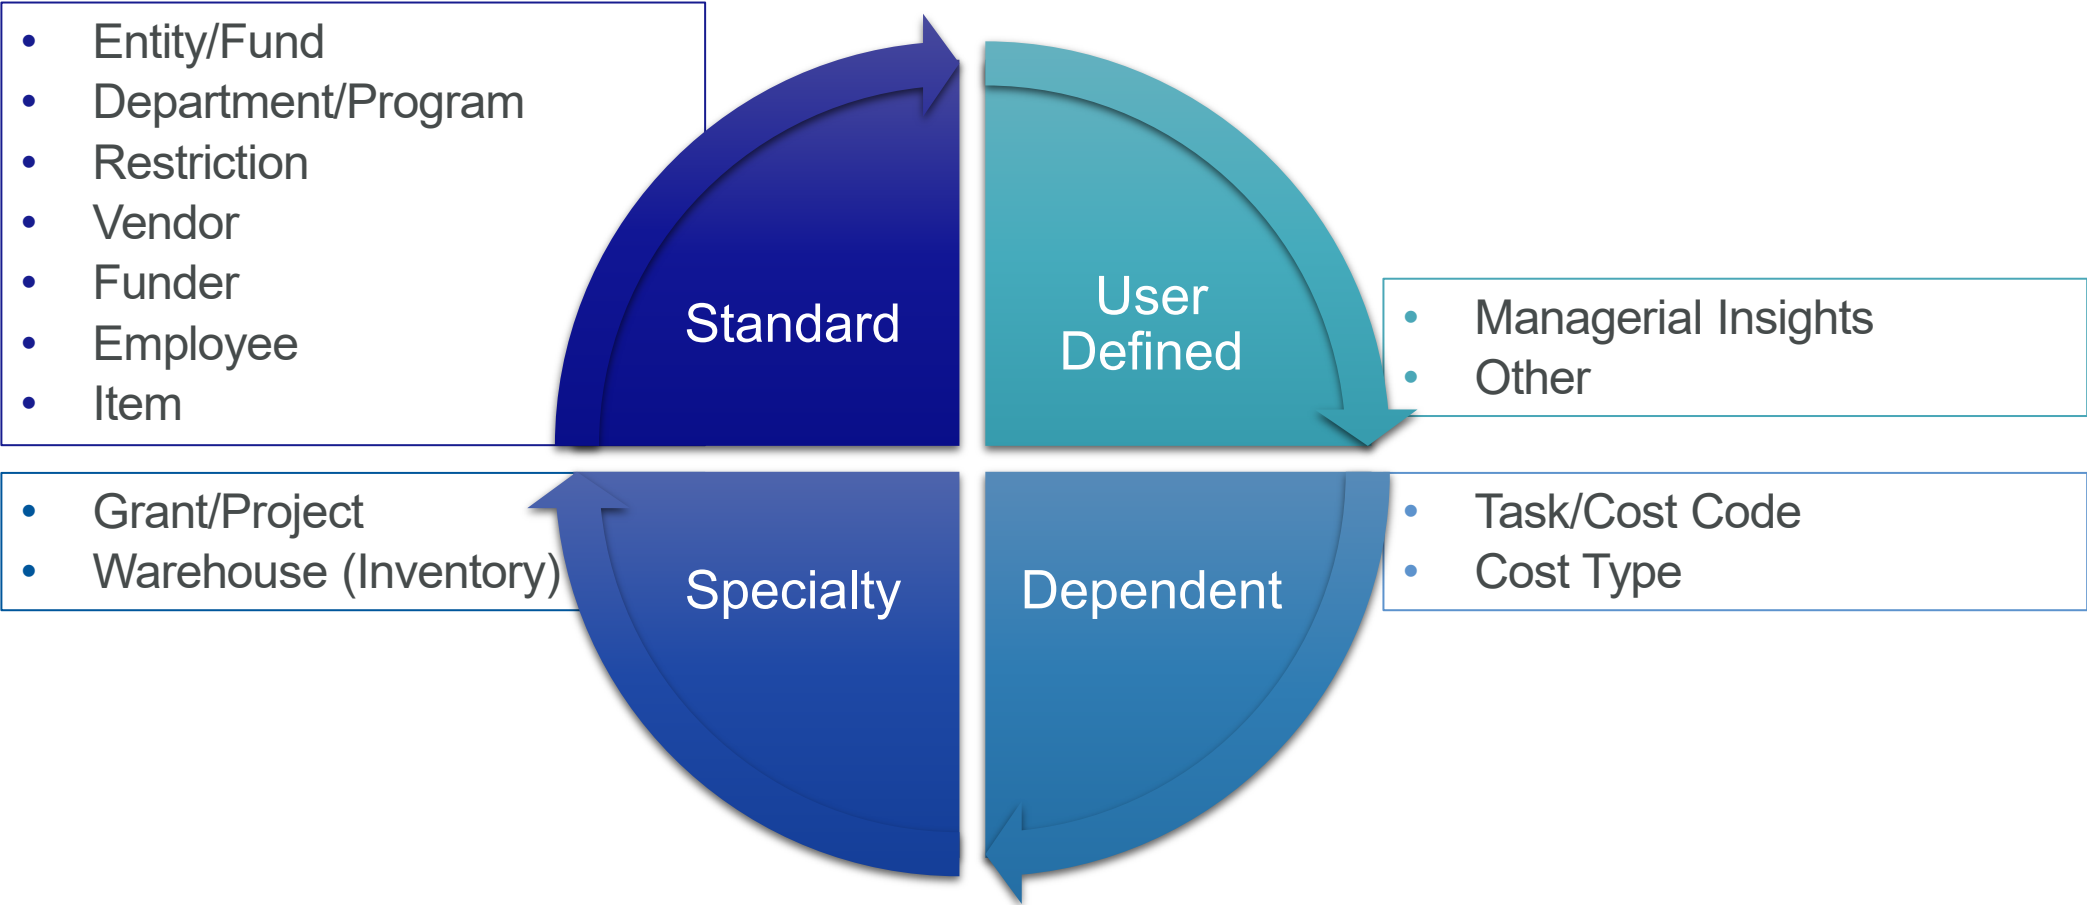 • Entity/Fund
• Department/Program
• Restriction
• Vendor
• Funder
• Employee
• Item
Standard
User
Defined
• Managerial Insights
• Other
• Grant/Project
• Warehouse (Inventory)
Specialty
Dependent
• Task/Cost Code
• Cost Type